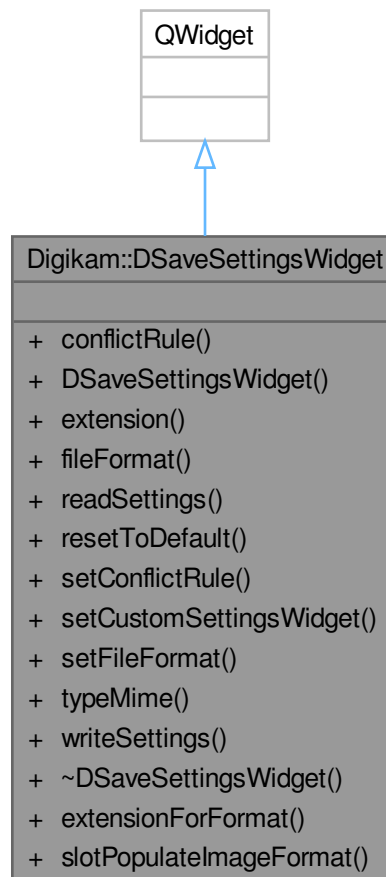 QWidget
Digikam::DSaveSettingsWidget
+ conflictRule()
+ DSaveSettingsWidget()
+ extension()
+ fileFormat()
+ readSettings()
+ resetToDefault()
+ setConflictRule()
+ setCustomSettingsWidget()
+ setFileFormat()
+ typeMime()
+ writeSettings()
+ ~DSaveSettingsWidget()
+ extensionForFormat()
+ slotPopulateImageFormat()